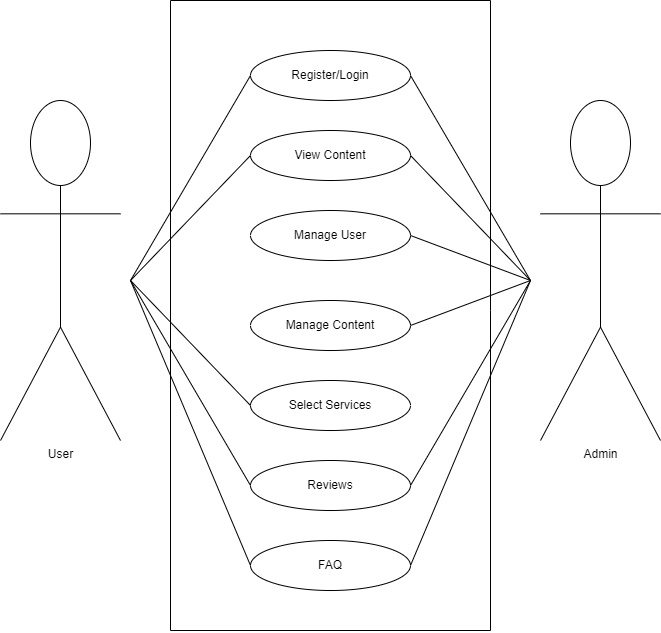 Register/Login
View Content
Manage User
Manage Content
Select Services
User
Admin
Reviews
FAQ